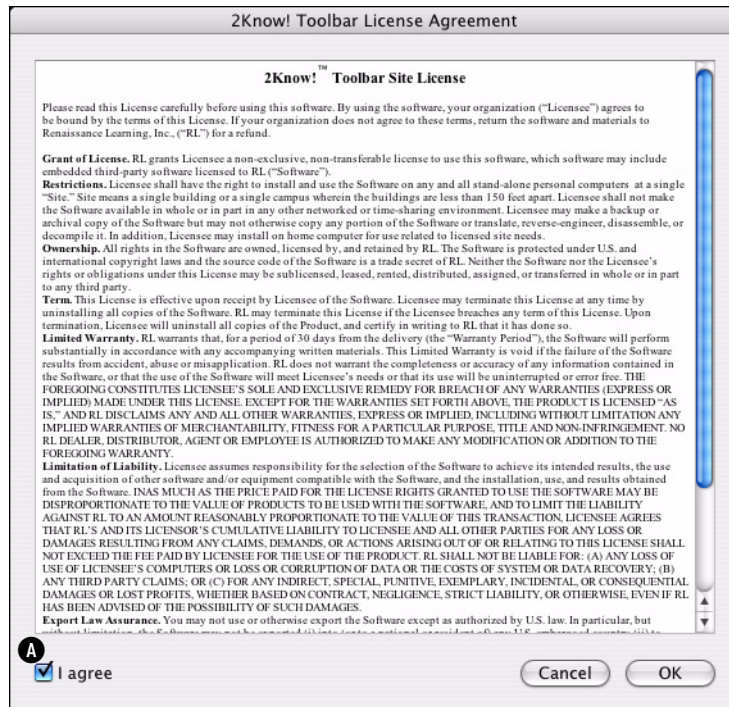 2Know! Toolbar License Agreement
2Know!™ Toolbar Site License
Please read this License carefully before using this software. By using the software, your organization (“Licensee”) agrees to
be bound by the terms of this License. If your organization does not agree to these terms, return the software and materials to
Renaissance Learning, Inc., (“RL”) for a refund.
Grant of License. RL grants Licensee a non-exclusive, non-transferable license to use this software, which software may include
embedded third-party software licensed to RL (“Software”).
Restrictions. Licensee shall have the right to install and use the Software on any and all stand-alone personal computers at a single
“Site.” Site means a single building or a single campus wherein the buildings are less than 150 feet apart. Licensee shall not make
the Software available in whole or in part in any other networked or time-sharing environment. Licensee may make a backup or
archival copy of the Software but may not otherwise copy any portion of the Software or translate, reverse-engineer, disassemble, or
decompile it. In addition, Licensee may install on home computer for use related to licensed site needs.
Ownership. All rights in the Software are owned, licensed by, and retained by RL. The Software is protected under U.S. and
international copyright laws and the source code of the Software is a trade secret of RL. Neither the Software nor the Licensee’s
rights or obligations under this License may be sublicensed, leased, rented, distributed, assigned, or transferred in whole or in part
to any third party.
Term. This License is effective upon receipt by Licensee of the Software. Licensee may terminate this License at any time by
uninstalling all copies of the Software. RL may terminate this License if the Licensee breaches any term of this License. Upon
termination, Licensee will uninstall all copies of the Product, and certify in writing to RL that it has done so.
Limited Warranty. RL warrants that, for a period of 30 days from the delivery (the “Warranty Period”), the Software will perform
substantially in accordance with any accompanying written materials. This Limited Warranty is void if the failure of the Software
results from accident, abuse or misapplication. RL does not warrant the completeness or accuracy of any information contained in
the Software, or that the use of the Software will meet Licensee’s needs or that its use will be uninterrupted or error free. THE
FOREGOING CONSTITUTES LICENSEE’S SOLE AND EXCLUSIVE REMEDY FOR BREACH OF ANY WARRANTIES (EXPRESS OR
IMPLIED) MADE UNDER THIS LICENSE. EXCEPT FOR THE WARRANTIES SET FORTH ABOVE, THE PRODUCT IS LICENSED “AS
IS,” AND RL DISCLAIMS ANY AND ALL OTHER WARRANTIES, EXPRESS OR IMPLIED, INCLUDING WITHOUT LIMITATION ANY
IMPLIED WARRANTIES OF MERCHANTABILITY, FITNESS FOR A PARTICULAR PURPOSE, TITLE AND NON-INFRINGEMENT. NO
RL DEALER, DISTRIBUTOR, AGENT OR EMPLOYEE IS AUTHORIZED TO MAKE ANY MODIFICATION OR ADDITION TO THE
FOREGOING WARRANTY.
Limitation of Liability. Licensee assumes responsibility for the selection of the Software to achieve its intended results, the use
and acquisition of other software and/or equipment compatible with the Software, and the installation, use, and results obtained
from the Software. INAS MUCH AS THE PRICE PAID FOR THE LICENSE RIGHTS GRANTED TO USE THE SOFTWARE MAY BE
DISPROPORTIONATE TO THE VALUE OF PRODUCTS TO BE USED WITH THE SOFTWARE, AND TO LIMIT THE LIABILITY
AGAINST RL TO AN AMOUNT REASONABLY PROPORTIONATE TO THE VALUE OF THIS TRANSACTION, LICENSEE AGREES
THAT RL’S AND ITS LICENSOR’S CUMULATIVE LIABILITY TO LICENSEE AND ALL OTHER PARTIES FOR ANY LOSS OR
DAMAGES RESULTING FROM ANY CLAIMS, DEMANDS, OR ACTIONS ARISING OUT OF OR RELATING TO THIS LICENSE SHALL
NOT EXCEED THE FEE PAID BY LICENSEE FOR THE USE OF THE PRODUCT. RL SHALL NOT BE LIABLE FOR: (A) ANY LOSS OF
USE OF LICENSEE’S COMPUTERS OR LOSS OR CORRUPTION OF DATA OR THE COSTS OF SYSTEM OR DATA RECOVERY; (B)
ANY THIRD PARTY CLAIMS; OR (C) FOR ANY INDIRECT, SPECIAL, PUNITIVE, EXEMPLARY, INCIDENTAL, OR CONSEQUENTIAL
DAMAGES OR LOST PROFITS, WHETHER BASED ON CONTRACT, NEGLIGENCE, STRICT LIABILITY, OR OTHERWISE, EVEN IF RL
HAS BEEN ADVISED OF THE POSSIBILITY OF SUCH DAMAGES.
Export Law Assurance. You may not use or otherwise export the Software except as authorized by U.S. law. In particular, but
A
I agree
Cancel
OK